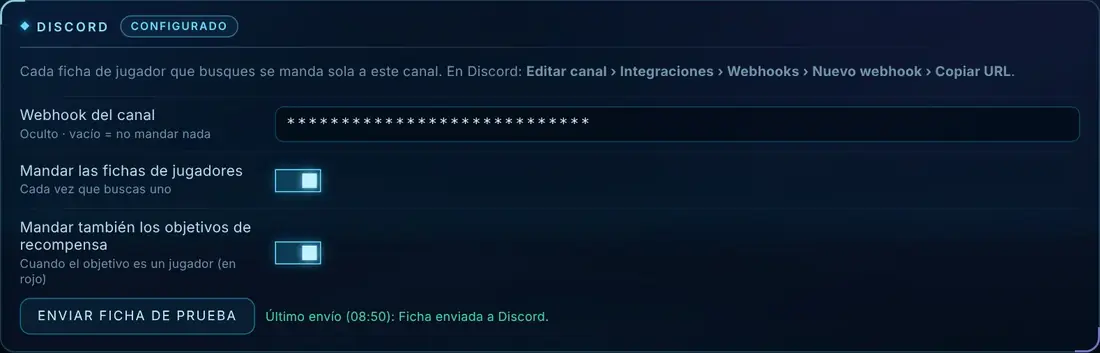 DISCORD CONFIGURADO
Cada ficha de jugador que busques se manda sola a este canal. En Discord: Editar canal › Integraciones › Webhooks › Nuevo webhook › Copiar URL.
Webhook del canal
Oculto · vacío = no mandar nada
****************************
Mandar las fichas de jugadores
Cada vez que buscas uno
Mandar también los objetivos de
recompensa
Cuando el objetivo es un jugador (en
rojo)
ENVIAR FICHA DE PRUEBA Último envío (08:50): Ficha enviada a Discord.